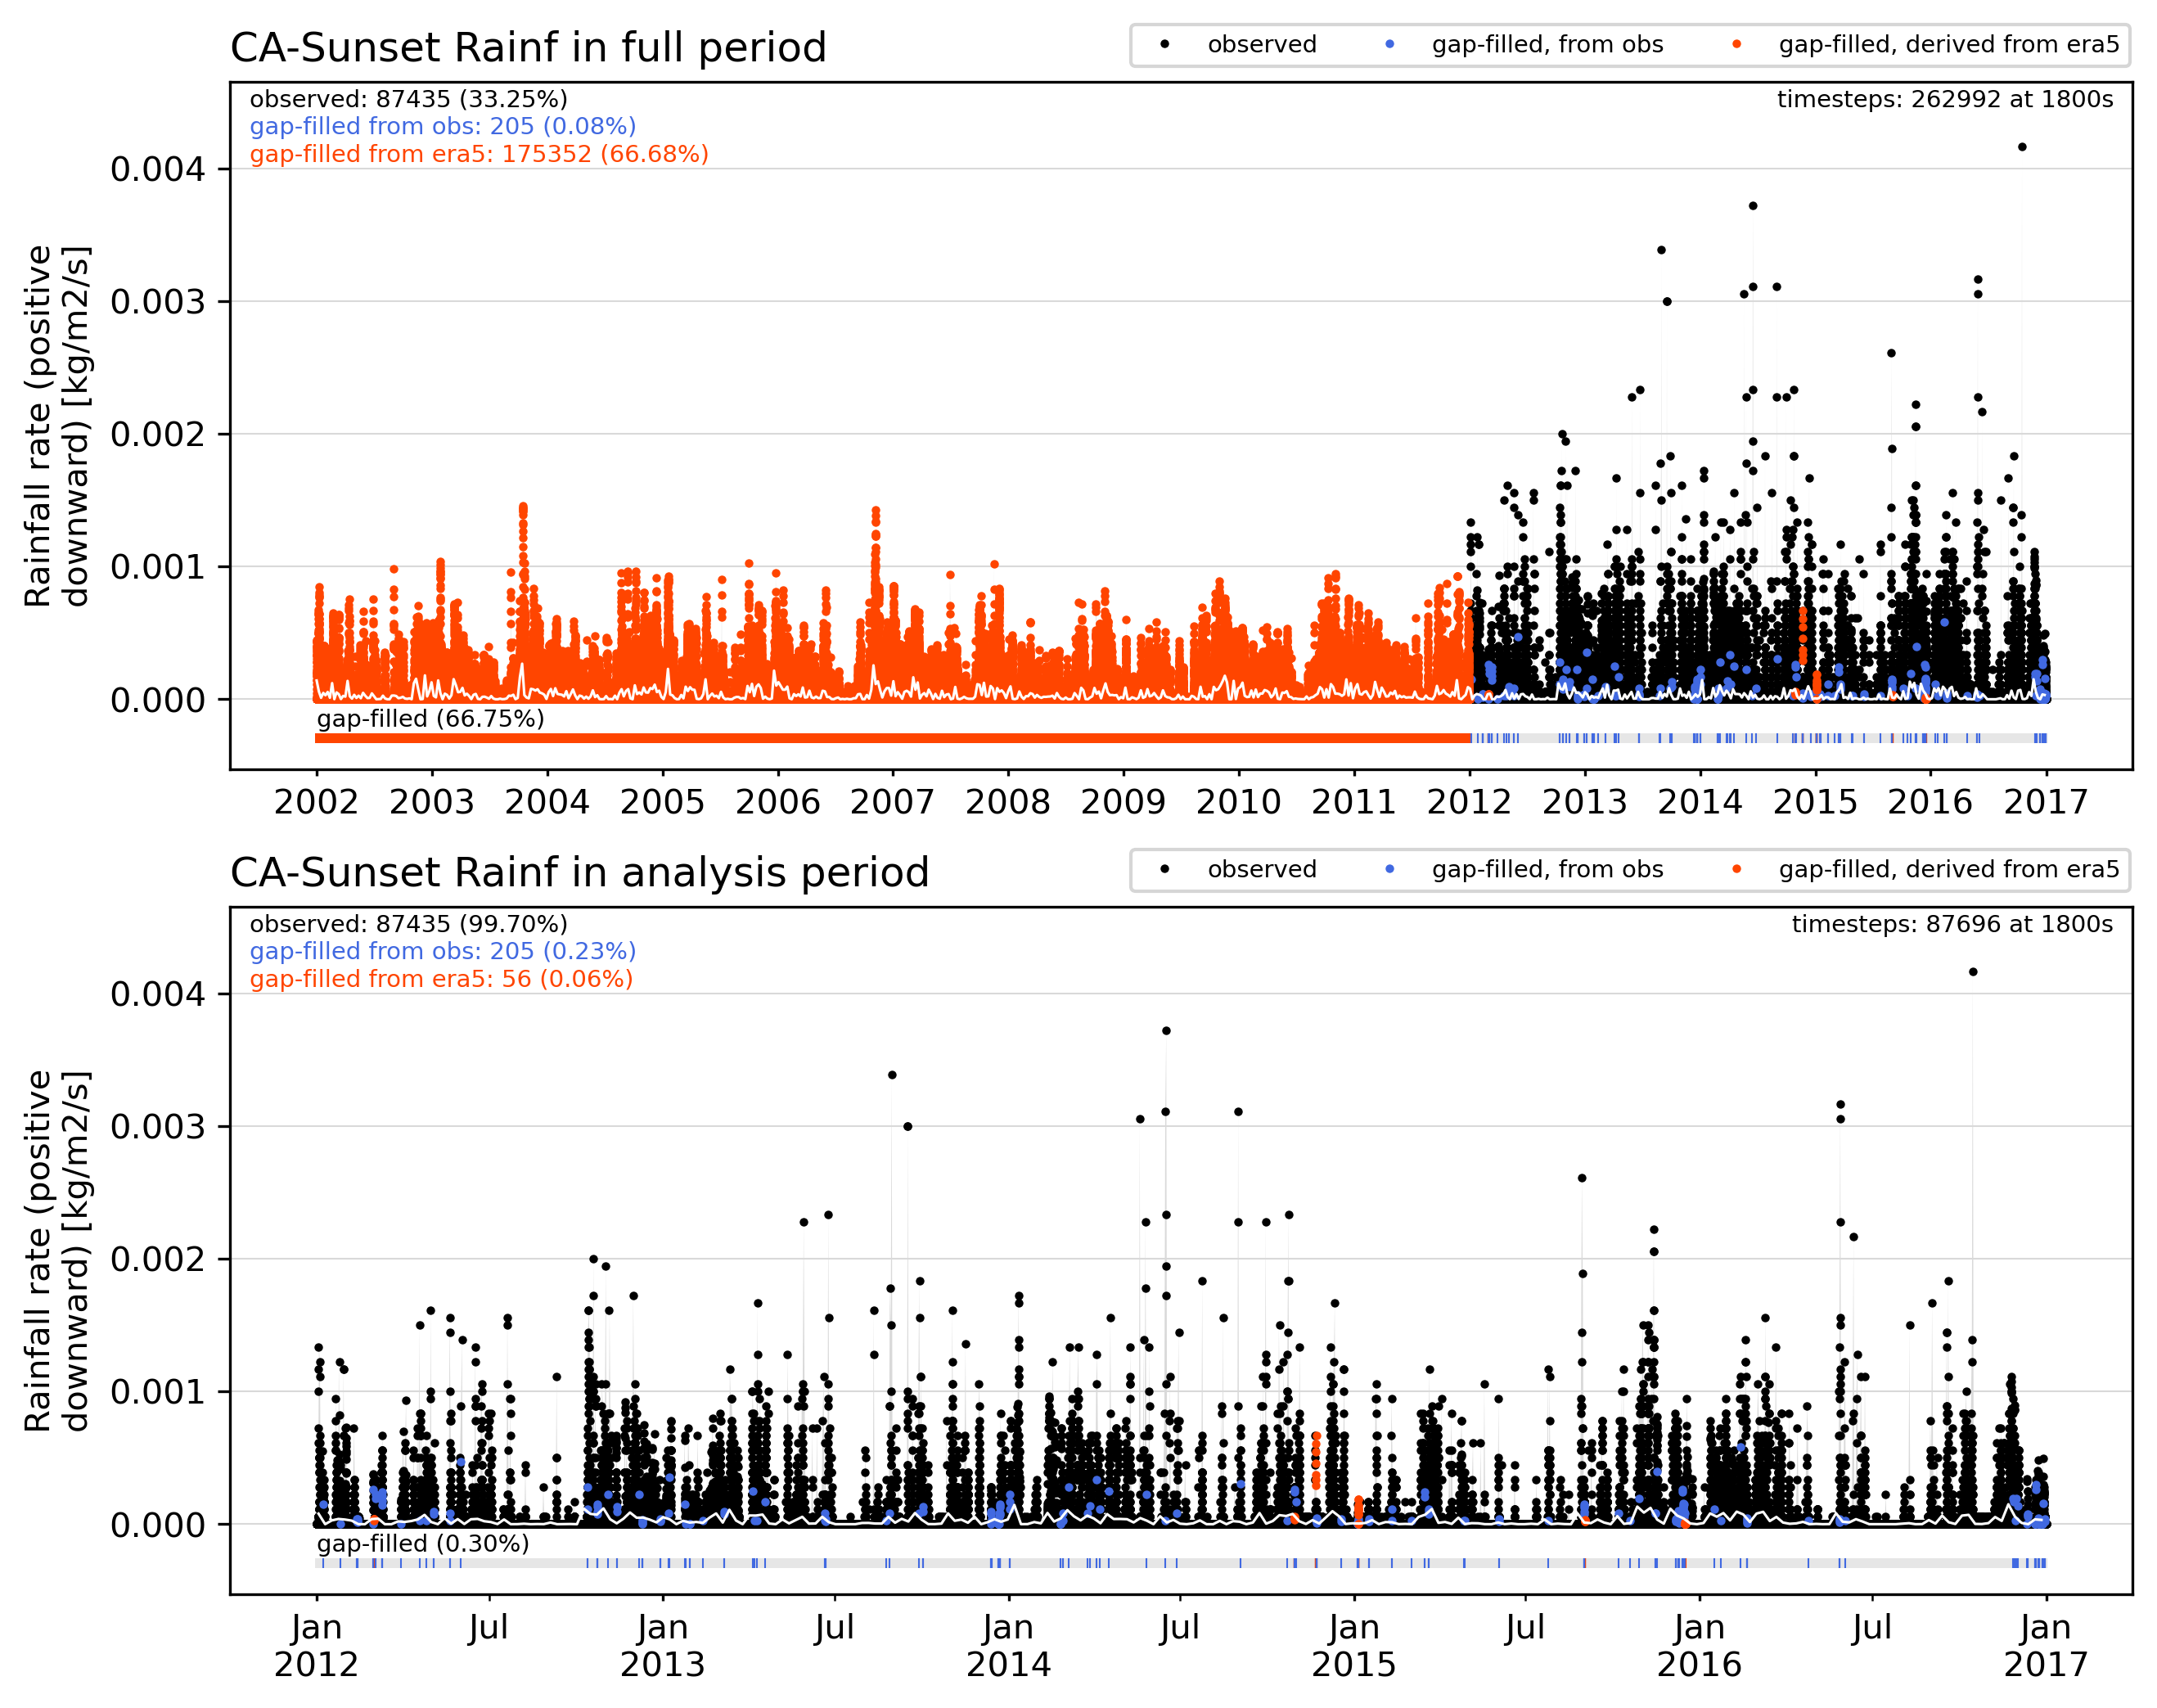 CA-Sunset Rainf in full period
observed gap-filled, from obs gap-filled, derived from era5
observed: 87435 (33.25%)
timesteps: 262992 at 1800s
gap-filled from obs: 205 (0.08%)
gap-filled from era5: 175352 (66.68%)
Rainfall rate (positive
downward) [kg/m2/s]
0.004
0.003
0.002
0.001
0.000
gap-filled (66.75%)
2002 2003 2004 2005 2006 2007 2008 2009 2010 2011 2012 2013 2014 2015 2016 2017
CA-Sunset Rainf in analysis period
observed gap-filled, from obs gap-filled, derived from era5
observed: 87435 (99.70%)
timesteps: 87696 at 1800s
gap-filled from obs: 205 (0.23%)
gap-filled from era5: 56 (0.06%)
Rainfall rate (positive
downward) [kg/m2/s]
0.004
0.003
0.002
0.001
0.000
gap-filled (0.30%)
Jan Jul Jan Jul Jan Jul Jan Jul Jan Jul Jan
2012 2013 2014 2015 2016 2017